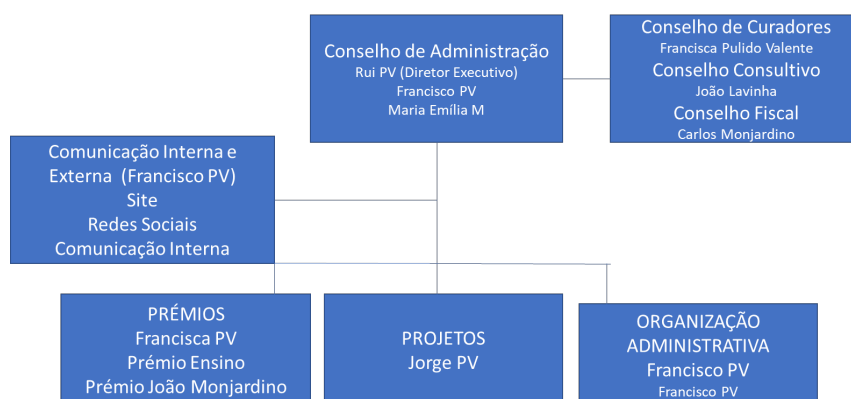 Conselho de Administração
Rui PV (Diretor Executivo)
Francisco PV
Maria Emília M
Conselho de Curadores
Francisca Pulido Valente
Conselho Consultivo
João Lavinha
Conselho Fiscal
Carlos Monjardino
Comunicação Interna e
Externa (Francisco PV)
Site
Redes Sociais
Comunicação Interna
PRÉMIOS
Francisca PV
Prémio Ensino
Prémio João Monjardino
PROJETOS
Jorge PV
ORGANIZAÇÃO
ADMINISTRATIVA
Francisco PV
Francisco PV